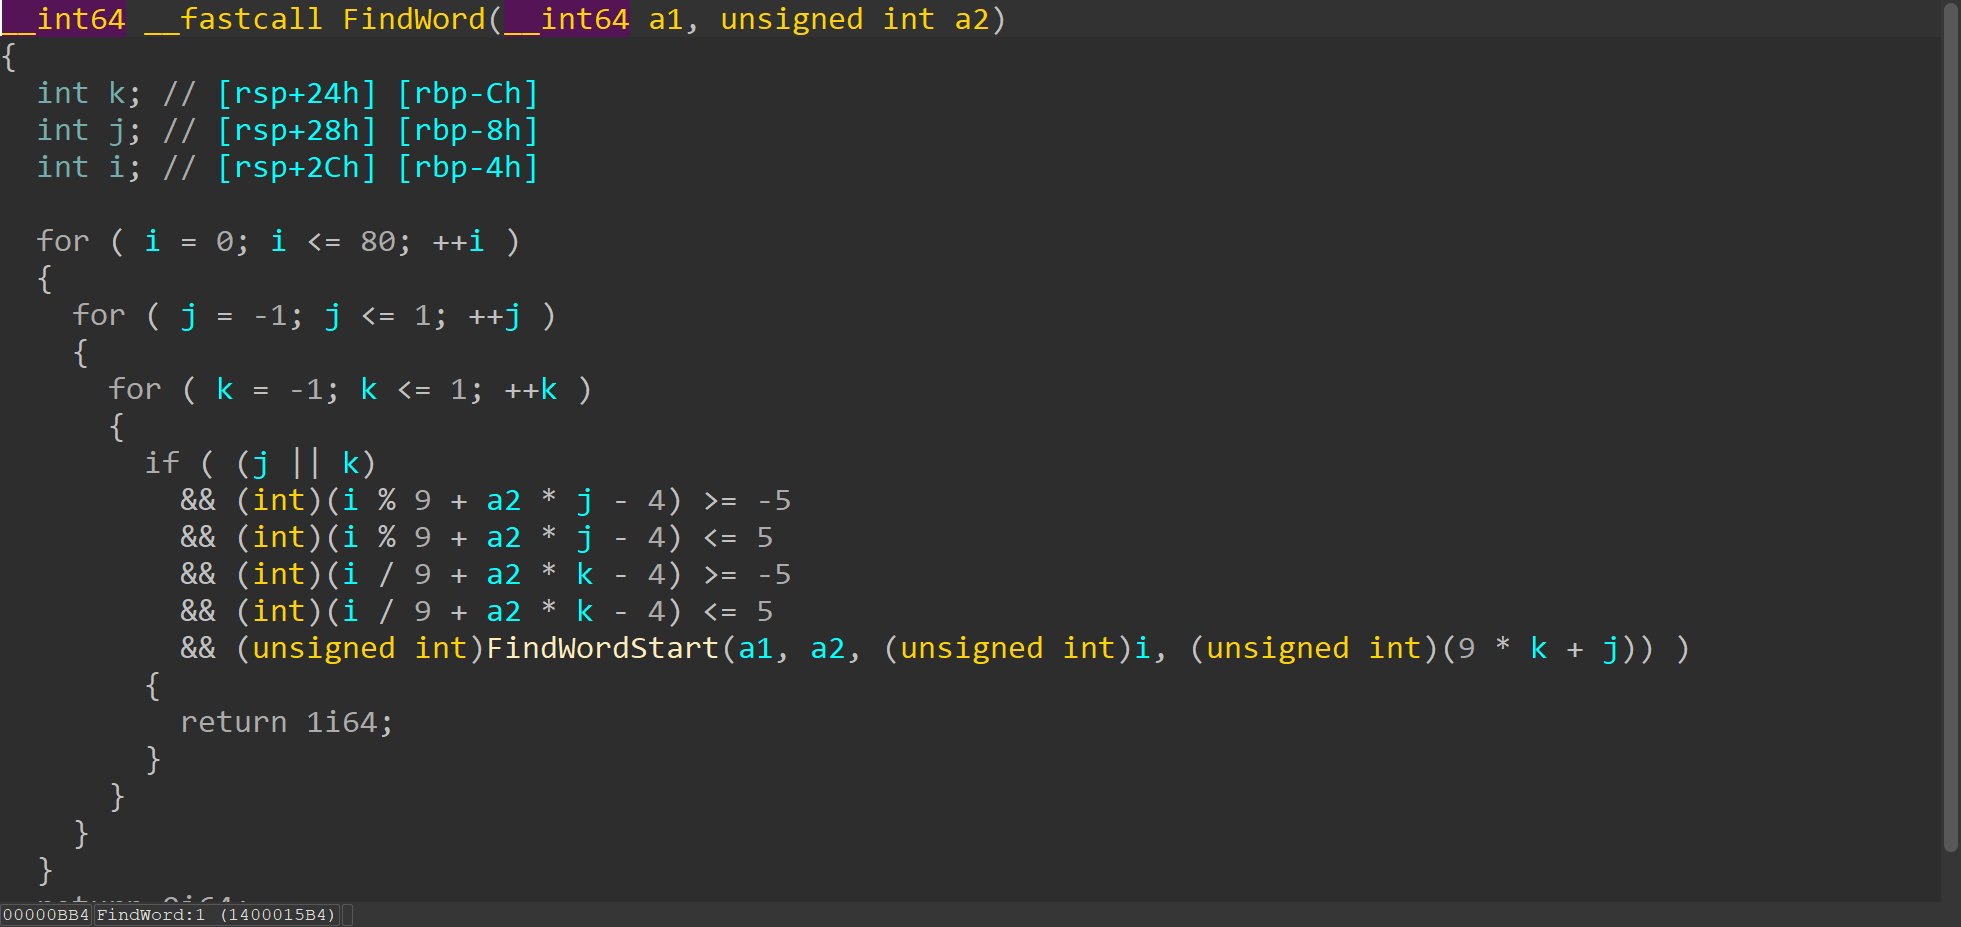 __int64 __fastcall FindWord(__int64 a1, unsigned int a2)
{
  int k; // [rsp+24h] [rbp-Ch]
  int j; // [rsp+28h] [rbp-8h]
  int i; // [rsp+2Ch] [rbp-4h]

  for ( i = 0; i <= 80; ++i )
  {
    for ( j = -1; j <= 1; ++j )
    {
      for ( k = -1; k <= 1; ++k )
      {
        if ( (j || k)
          && (int)(i % 9 + a2 * j - 4) >= -5
          && (int)(i % 9 + a2 * j - 4) <= 5
          && (int)(i / 9 + a2 * k - 4) >= -5
          && (int)(i / 9 + a2 * k - 4) <= 5
          && (unsigned int)FindWordStart(a1, a2, (unsigned int)i, (unsigned int)(9 * k + j)) )
        {
          return 1i64;
        }
      }
    }
  }
00000BB4 FindWord:1 (1400015B4)